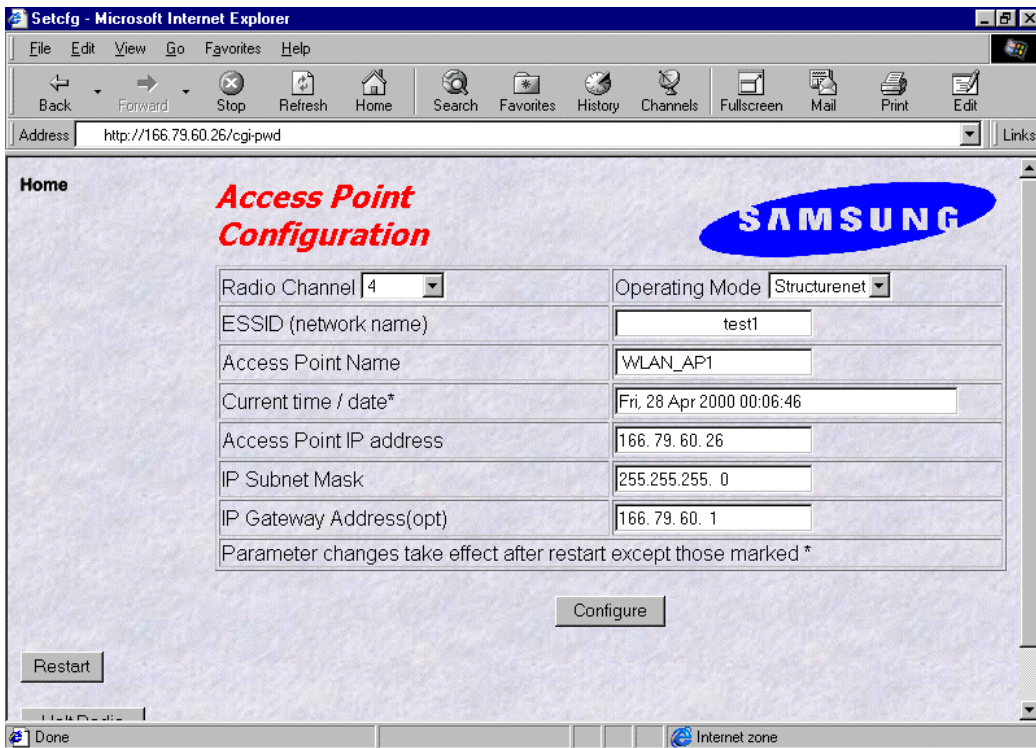 Setcfg - Microsoft Internet Explorer
File Edit View Go Favorites Help
Back Forward Stop Refresh Home Search Favorites History Channels Fullscreen Mail Print Edit
Address http://166.79.60.26/cgi-pwd Links
Home
Access Point
Configuration
SAMSUNG
Radio Channel 4 Operating Mode Structurenet
ESSID (network name) test1
Access Point Name WLAN_AP1
Current time / date* Fri, 28 Apr 2000 00:06:46
Access Point IP address 166. 79. 60. 26
IP Subnet Mask 255.255.255. 0
IP Gateway Address(opt) 166. 79. 60. 1
Parameter changes take effect after restart except those marked *
Configure
Restart
Halt Radio
Done Internet zone